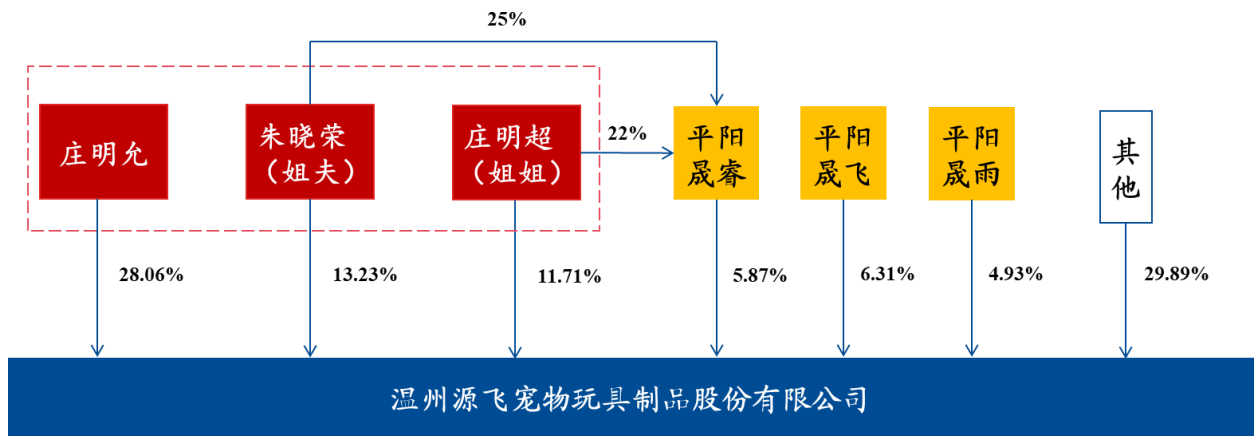 25%
庄明允
朱晓荣
（姐夫）
庄明超
（姐姐）
22%
平阳
晟睿
平阳
晟飞
平阳
晟雨
其
他
28.06%
13.23%
11.71%
5.87%
6.31%
4.93%
29.89%
温州源飞宠物玩具制品股份有限公司